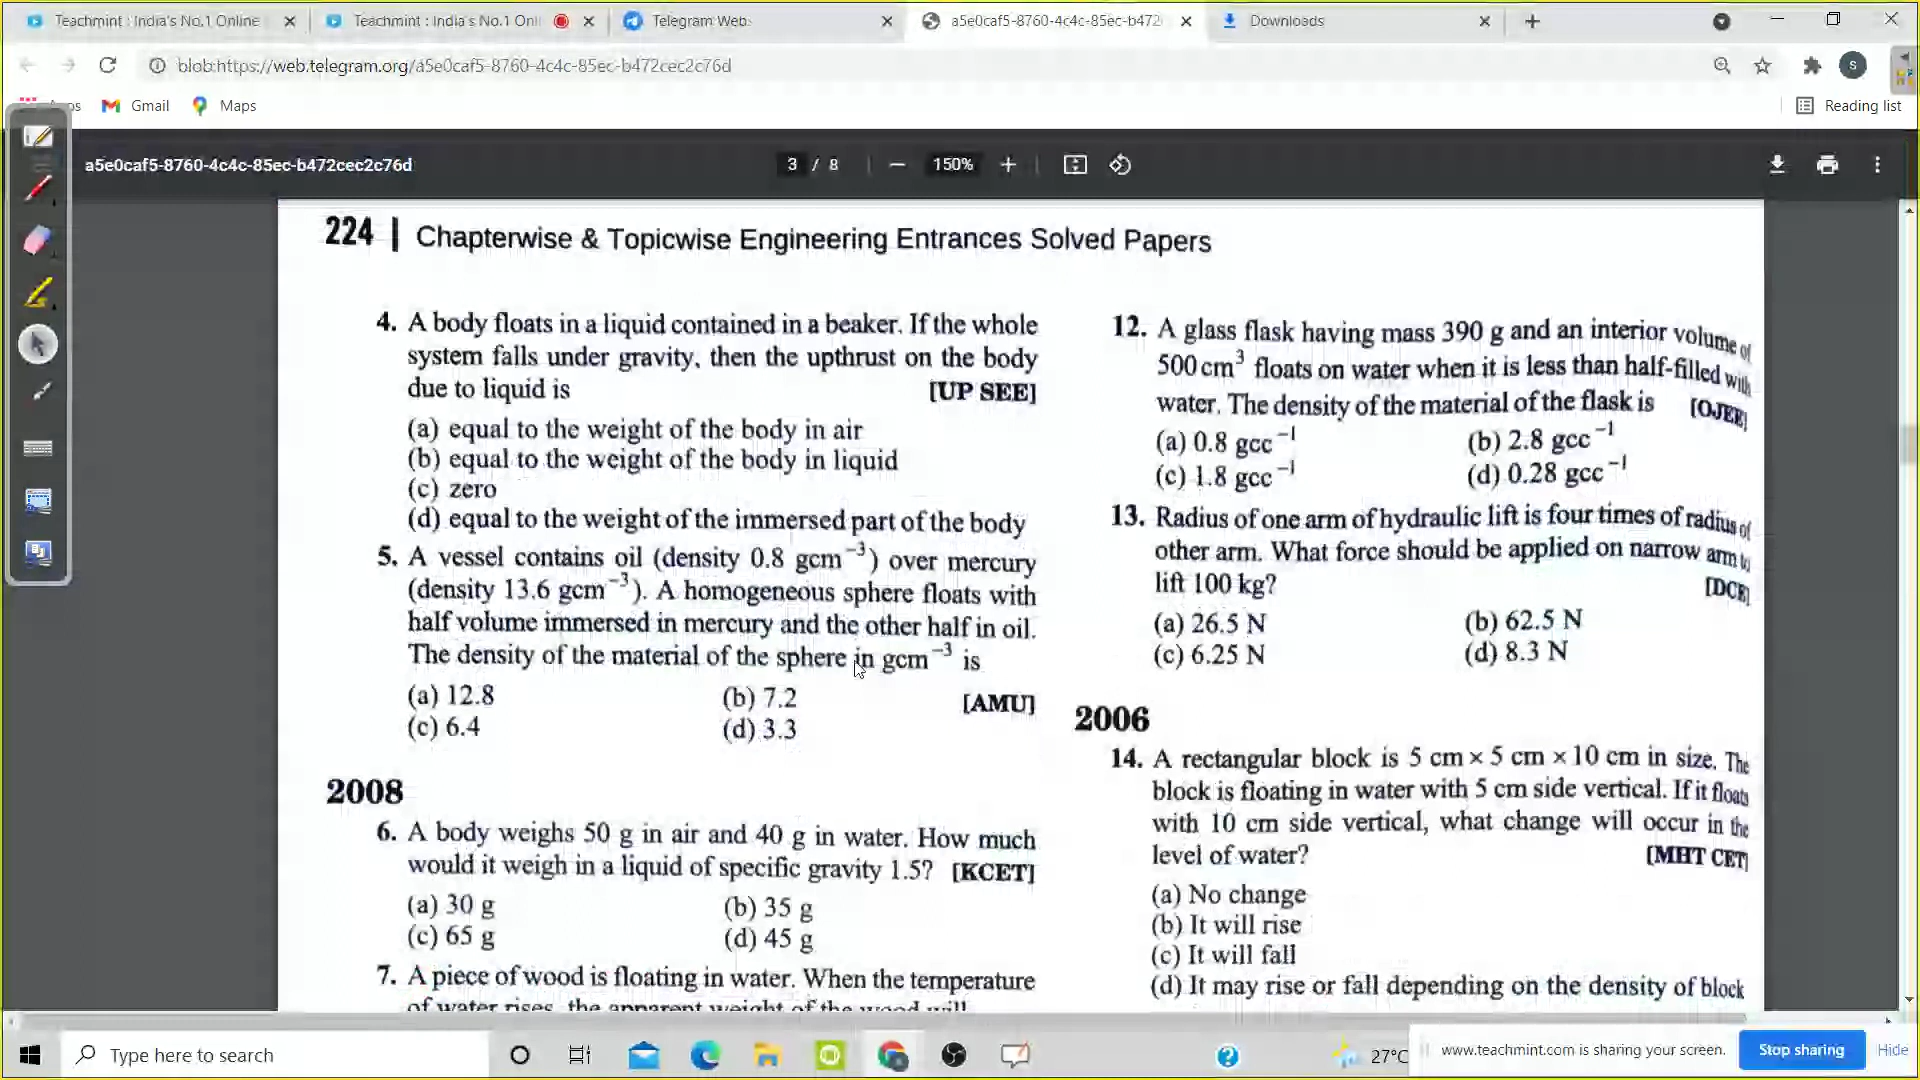 Teachmint : India's No.1 Online
Teachmint : India's No.1 Onl
Telegram Web
a5e0caf5-8760-4c4c-85ec-b472
Downloads
blob:https://web.telegram.org/a5e0caf5-8760-4c4c-85ec-b472cec2c76d
S
Gmail
Maps
Reading list
a5e0caf5-8760-4c4c-85ec-b472cec2c76d
3 / 8
150%
224 | Chapterwise & Topicwise Engineering Entrances Solved Papers
4. A body floats in a liquid contained in a beaker. If the whole
system falls under gravity, then the upthrust on the body
due to liquid is [UP SEE]
(a) equal to the weight of the body in air
(b) equal to the weight of the body in liquid
(c) zero
(d) equal to the weight of the immersed part of the body
5. A vessel contains oil (density 0.8 gcm⁻³) over mercury
(density 13.6 gcm⁻³). A homogeneous sphere floats with
half volume immersed in mercury and the other half in oil.
The density of the material of the sphere in gcm⁻³ is
(a) 12.8 (b) 7.2 [AMU]
(c) 6.4 (d) 3.3
2008
6. A body weighs 50 g in air and 40 g in water. How much
would it weigh in a liquid of specific gravity 1.5? [KCET]
(a) 30 g (b) 35 g
(c) 65 g (d) 45 g
7. A piece of wood is floating in water. When the temperature
of water rises, the apparent weight of the wood will
12. A glass flask having mass 390 g and an interior volume of
500 cm³ floats on water when it is less than half-filled with
water. The density of the material of the flask is [OJEE]
(a) 0.8 gcc⁻¹ (b) 2.8 gcc⁻¹
(c) 1.8 gcc⁻¹ (d) 0.28 gcc⁻¹
13. Radius of one arm of hydraulic lift is four times of radius of
other arm. What force should be applied on narrow arm to
lift 100 kg? [DCE]
(a) 26.5 N (b) 62.5 N
(c) 6.25 N (d) 8.3 N
2006
14. A rectangular block is 5 cm × 5 cm × 10 cm in size. The
block is floating in water with 5 cm side vertical. If it floats
with 10 cm side vertical, what change will occur in the
level of water? [MHT CET]
(a) No change
(b) It will rise
(c) It will fall
(d) It may rise or fall depending on the density of block
Type here to search
27°C
www.teachmint.com is sharing your screen.
Stop sharing
Hide